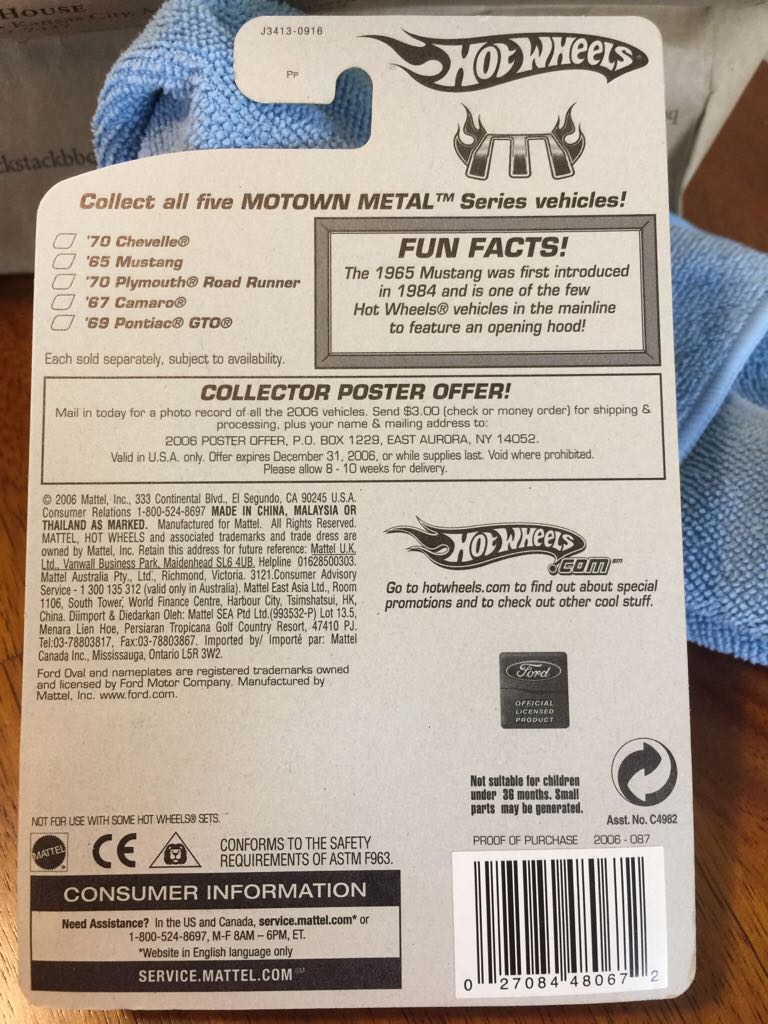 HOUSE
Kansas City,
ckstackbbq
J3413-0916
PP
HOT WHEELS
Collect all five MOTOWN METAL™ Series vehicles!
'70 Chevelle®
'65 Mustang
'70 Plymouth® Road Runner
'67 Camaro®
'69 Pontiac® GTO®
Each sold separately, subject to availability.
FUN FACTS!
The 1965 Mustang was first introduced
in 1984 and is one of the few
Hot Wheels® vehicles in the mainline
to feature an opening hood!
COLLECTOR POSTER OFFER!
Mail in today for a photo record of all the 2006 vehicles. Send $3.00 (check or money order) for shipping &
processing, plus your name & mailing address to:
2006 POSTER OFFER, P.O. BOX 1229, EAST AURORA, NY 14052.
Valid in U.S.A. only. Offer expires December 31, 2006, or while supplies last. Void where prohibited.
Please allow 8 - 10 weeks for delivery.
© 2006 Mattel, Inc., 333 Continental Blvd., El Segundo, CA 90245 U.S.A.
Consumer Relations 1-800-524-8697 MADE IN CHINA, MALAYSIA OR
THAILAND AS MARKED. Manufactured for Mattel. All Rights Reserved.
MATTEL, HOT WHEELS and associated trademarks and trade dress are
owned by Mattel, Inc. Retain this address for future reference: Mattel U.K.
Ltd., Vanwall Business Park, Maidenhead SL6 4UB. Helpline 01628500303.
Mattel Australia Pty., Ltd., Richmond, Victoria. 3121.Consumer Advisory
Service - 1 300 135 312 (valid only in Australia). Mattel East Asia Ltd., Room
1106, South Tower, World Finance Centre, Harbour City, Tsimshatsui, HK,
China. Diimport & Diedarkan Oleh: Mattel SEA Ptd Ltd.(993532-P) Lot 13.5,
Menara Lien Hoe, Persiaran Tropicana Golf Country Resort, 47410 PJ.
Tel:03-78803817, Fax:03-78803867. Imported by/ Importé par: Mattel
Canada Inc., Mississauga, Ontario L5R 3W2.
Ford Oval and nameplates are registered trademarks owned
and licensed by Ford Motor Company. Manufactured by
Mattel, Inc. www.ford.com.
HOT WHEELS
.COM℠
Go to hotwheels.com to find out about special
promotions and to check out other cool stuff.
Ford
OFFICIAL
LICENSED
PRODUCT
Not suitable for children
under 36 months. Small
parts may be generated.
Asst. No. C4982
NOT FOR USE WITH SOME HOT WHEELS® SETS.
MATTEL
CE
CONFORMS TO THE SAFETY
REQUIREMENTS OF ASTM F963.
PROOF OF PURCHASE 2006 - 087
CONSUMER INFORMATION
Need Assistance? In the US and Canada, service.mattel.com* or
1-800-524-8697, M-F 8AM – 6PM, ET.
*Website in English language only
SERVICE.MATTEL.COM℠
0 27084 48067 2